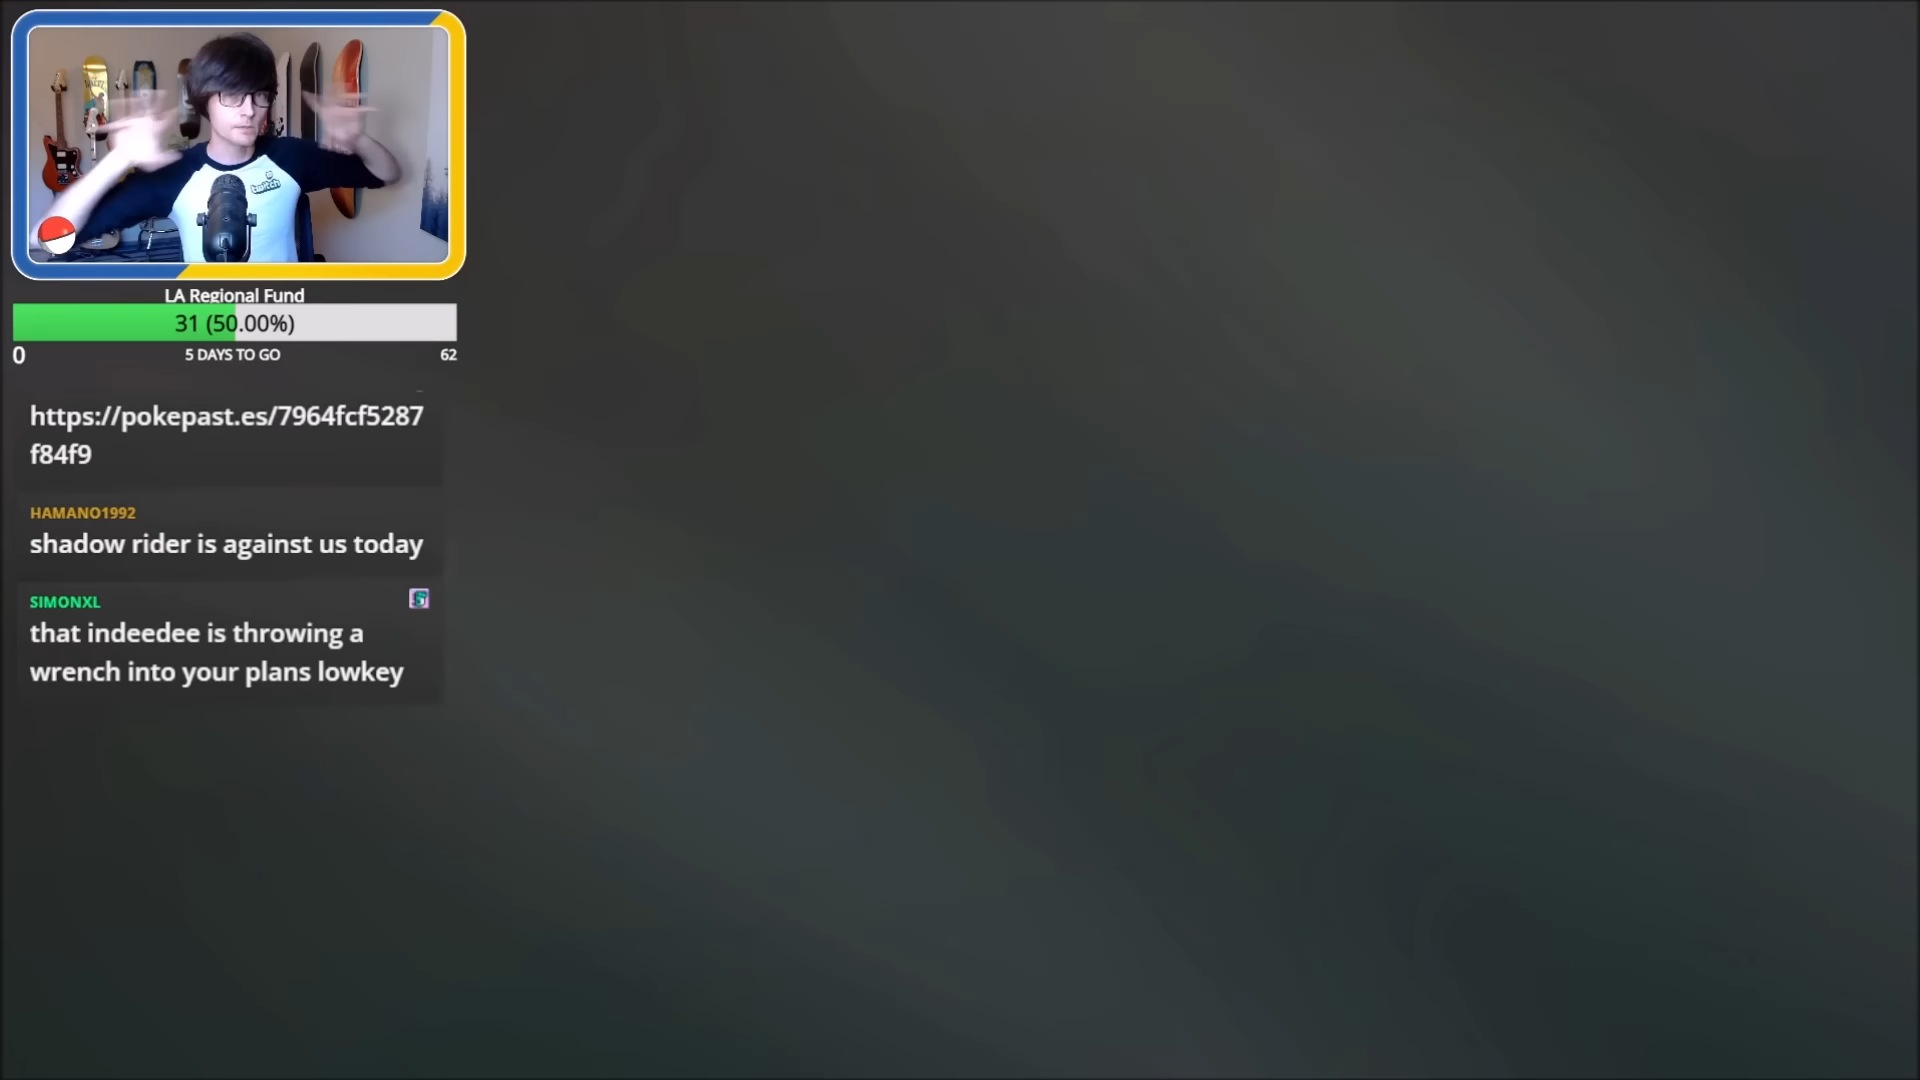 twitch
LA Regional Fund
31 (50.00%)
0
5 DAYS TO GO
62
https://pokepast.es/7964fcf5287
f84f9
HAMANO1992
shadow rider is against us today
SIMONXL
that indeedee is throwing a
wrench into your plans lowkey